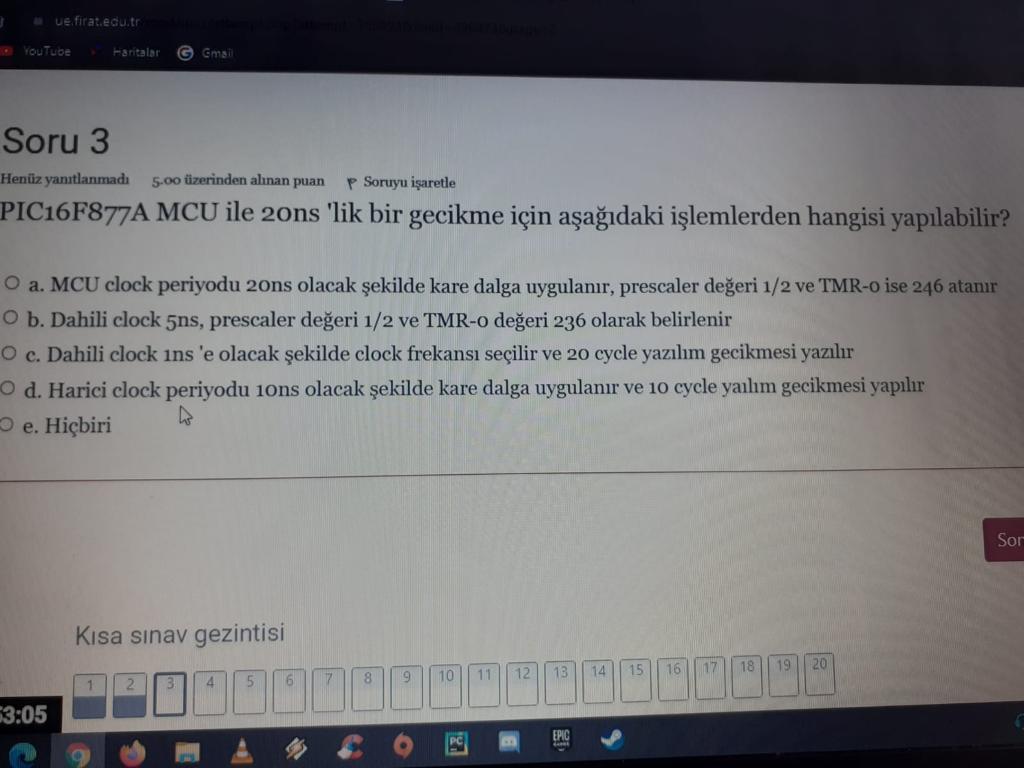 ue.firat.edu.tr
YouTube Haritalar Gmail
Soru 3
Henüz yanıtlanmadı 5.00 üzerinden alınan puan Soruyu işaretle
PIC16F877A MCU ile 20ns 'lik bir gecikme için aşağıdaki işlemlerden hangisi yapılabilir?
a. MCU clock periyodu 20ns olacak şekilde kare dalga uygulanır, prescaler değeri 1/2 ve TMR-0 ise 246 atanır
b. Dahili clock 5ns, prescaler değeri 1/2 ve TMR-0 değeri 236 olarak belirlenir
c. Dahili clock 1ns 'e olacak şekilde clock frekansı seçilir ve 20 cycle yazılım gecikmesi yazılır
d. Harici clock periyodu 10ns olacak şekilde kare dalga uygulanır ve 10 cycle yaılım gecikmesi yapılır
e. Hiçbiri
Son
Kısa sınav gezintisi
1 2 3 4 5 6 7 8 9 10 11 12 13 14 15 16 17 18 19 20
53:05
PC EPIC GAMES